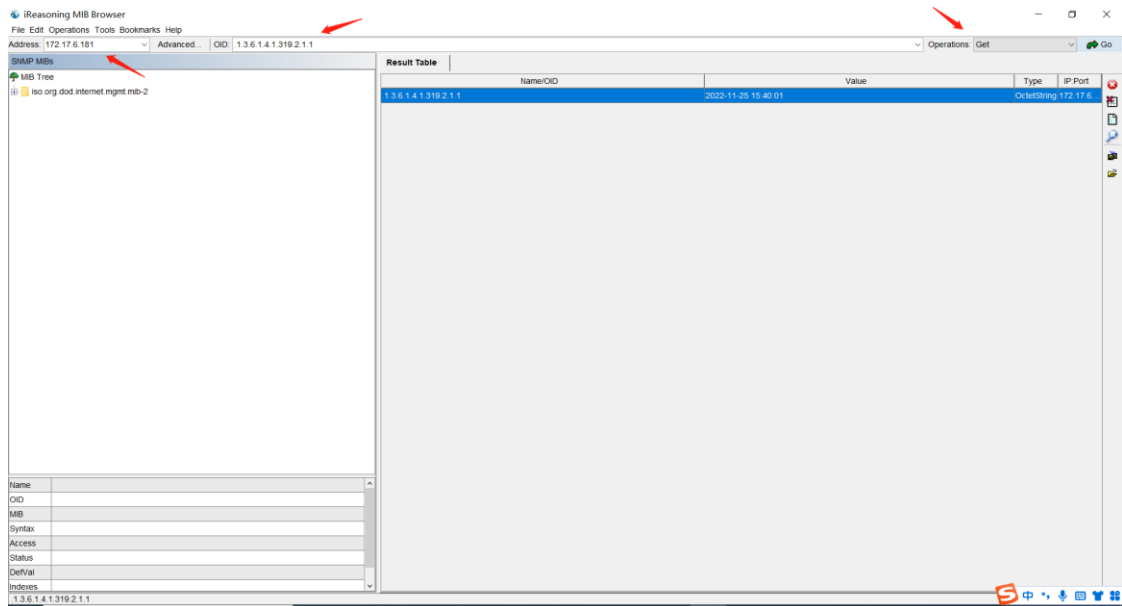 iReasoning MIB Browser
File Edit Operations Tools Bookmarks Help
Address: 172.17.6.181 Advanced... OID: .1.3.6.1.4.1.319.2.1.1 Operations: Get Go
SNMP MIBs
Result Table
MIB Tree
iso.org.dod.internet.mgmt.mib-2
Name/OID Value Type IP:Port
.1.3.6.1.4.1.319.2.1.1 2022-11-25 15:40:01 OctetString 172.17.6....
Name
OID
MIB
Syntax
Access
Status
DefVal
Indexes
.1.3.6.1.4.1.319.2.1.1
S 中